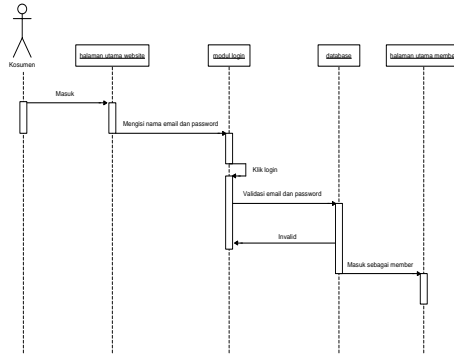 Kosumen
halaman utama website
modul login
database
halaman utama member
Masuk
Mengisi nama email dan password
Klik login
Validasi email dan password
Invalid
Masuk sebagai member